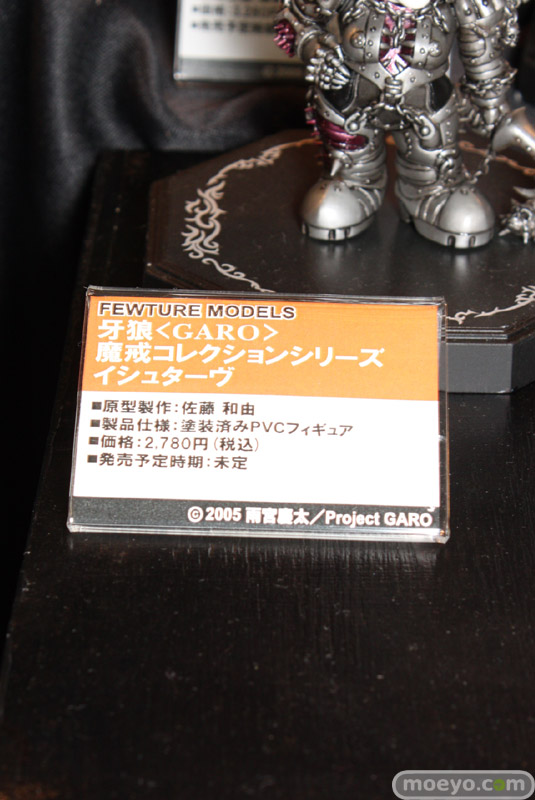 FEWTURE MODELS
牙狼<GARO>
魔戒コレクションシリーズ
イシュターヴ
■原型製作:佐藤 和由
■製品仕様:塗装済みPVCフィギュア
■価格:2,780円(税込)
■発売予定時期:未定
© 2005 雨宮慶太/Project GARO
moeyo.com